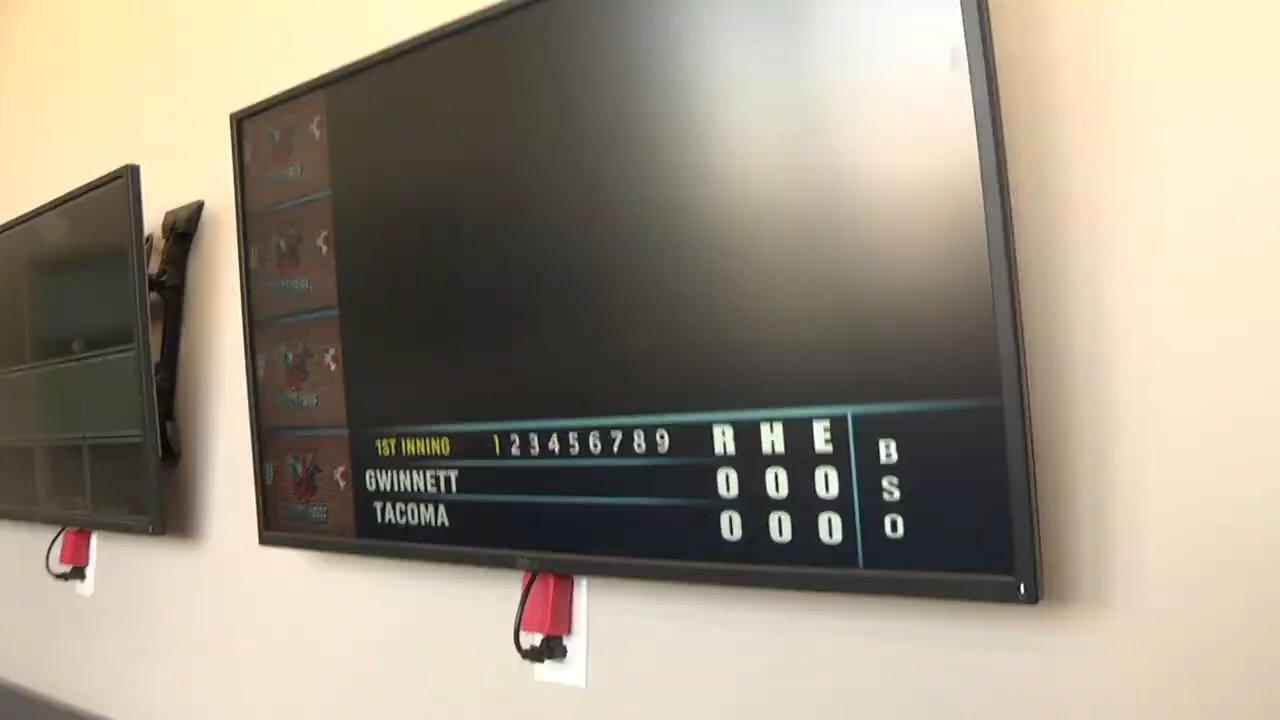 1ST INNING 1 2 3 4 5 6 7 8 9 R H E
GWINNETT 0 0 0
TACOMA 0 0 0
B
S
O